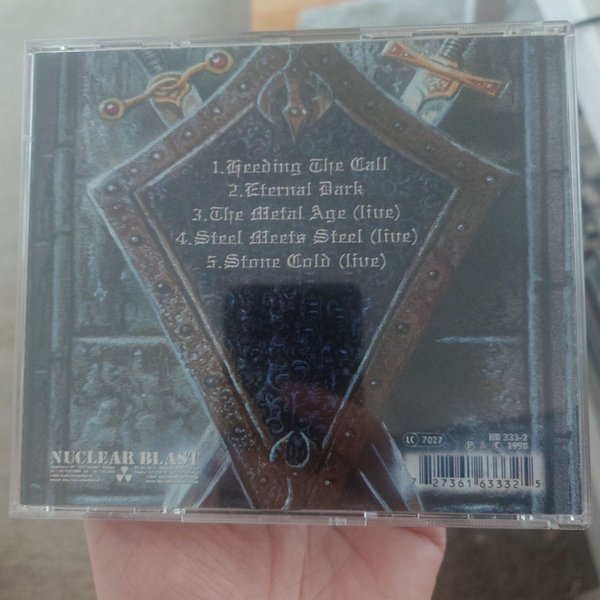 1.Heeding The Call
2.Eternal Dark
3.The Metal Age (live)
4.Steel Meets Steel (live)
5.Stone Cold (live)
NUCLEAR BLAST
LC 7027
NB 333-2
℗ & © 1998
7 27361 63332 5